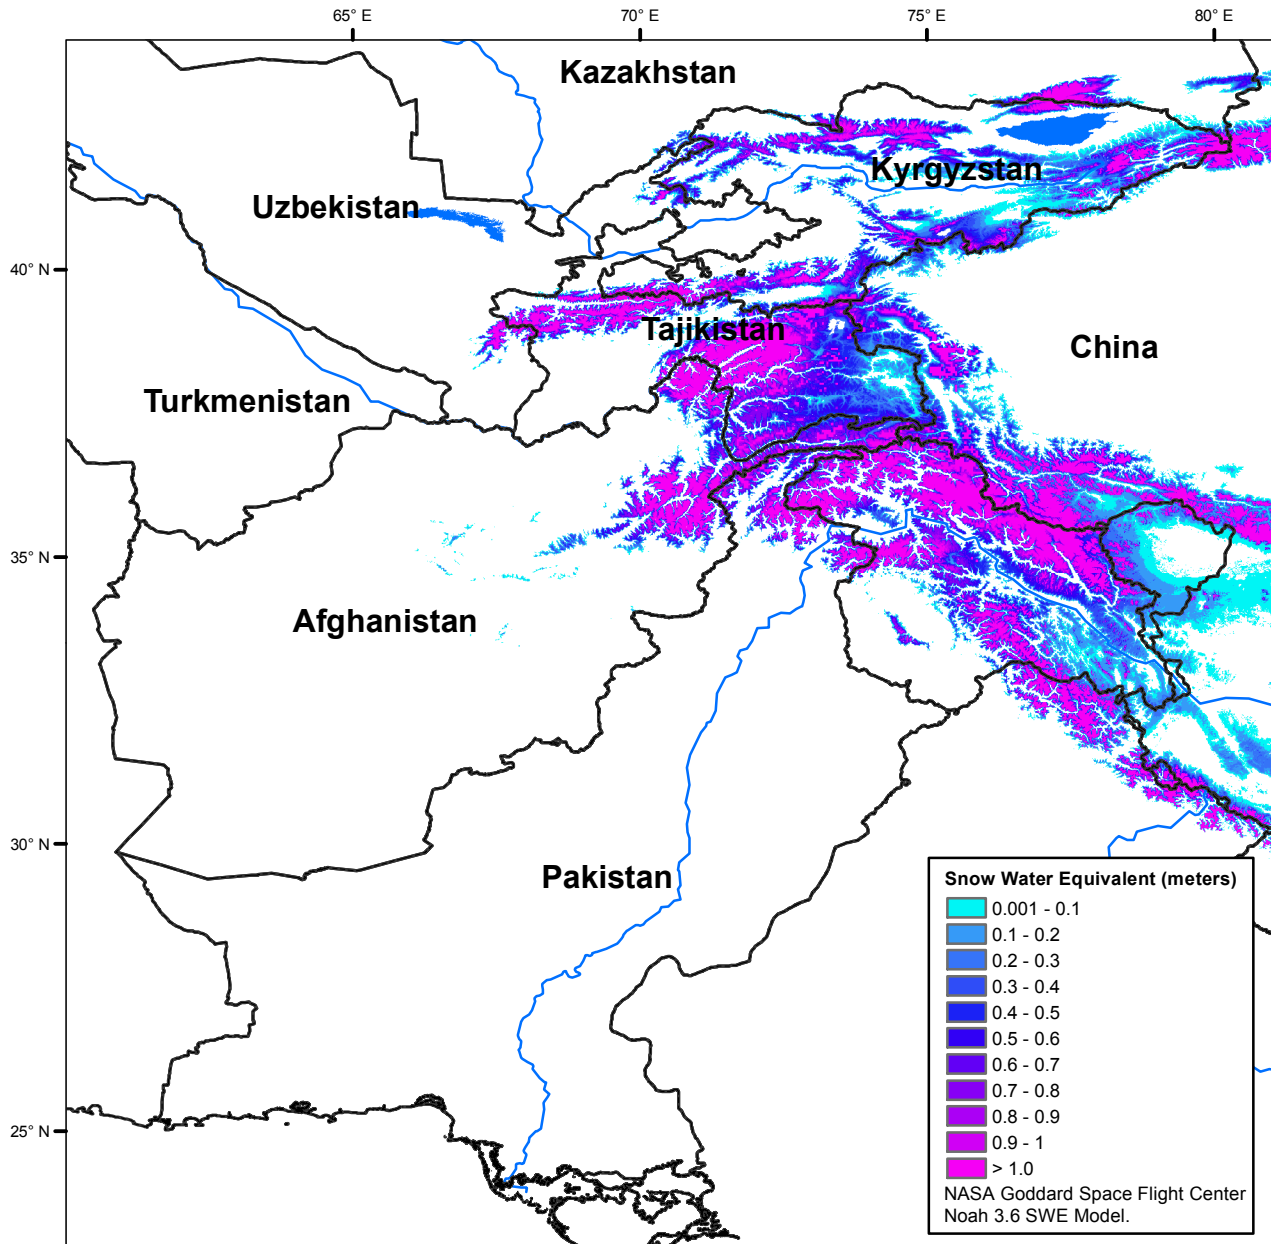 65° E
70° E
75° E
80° E
Kazakhstan
Kyrgyzstan
Uzbekistan
40° N
Tajikistan
China
Turkmenistan
35° N
Afghanistan
30° N
Pakistan
25° N
Snow Water Equivalent (meters)
0.001 - 0.1
0.1 - 0.2
0.2 - 0.3
0.3 - 0.4
0.4 - 0.5
0.5 - 0.6
0.6 - 0.7
0.7 - 0.8
0.8 - 0.9
0.9 - 1
> 1.0
NASA Goddard Space Flight Center
Noah 3.6 SWE Model.